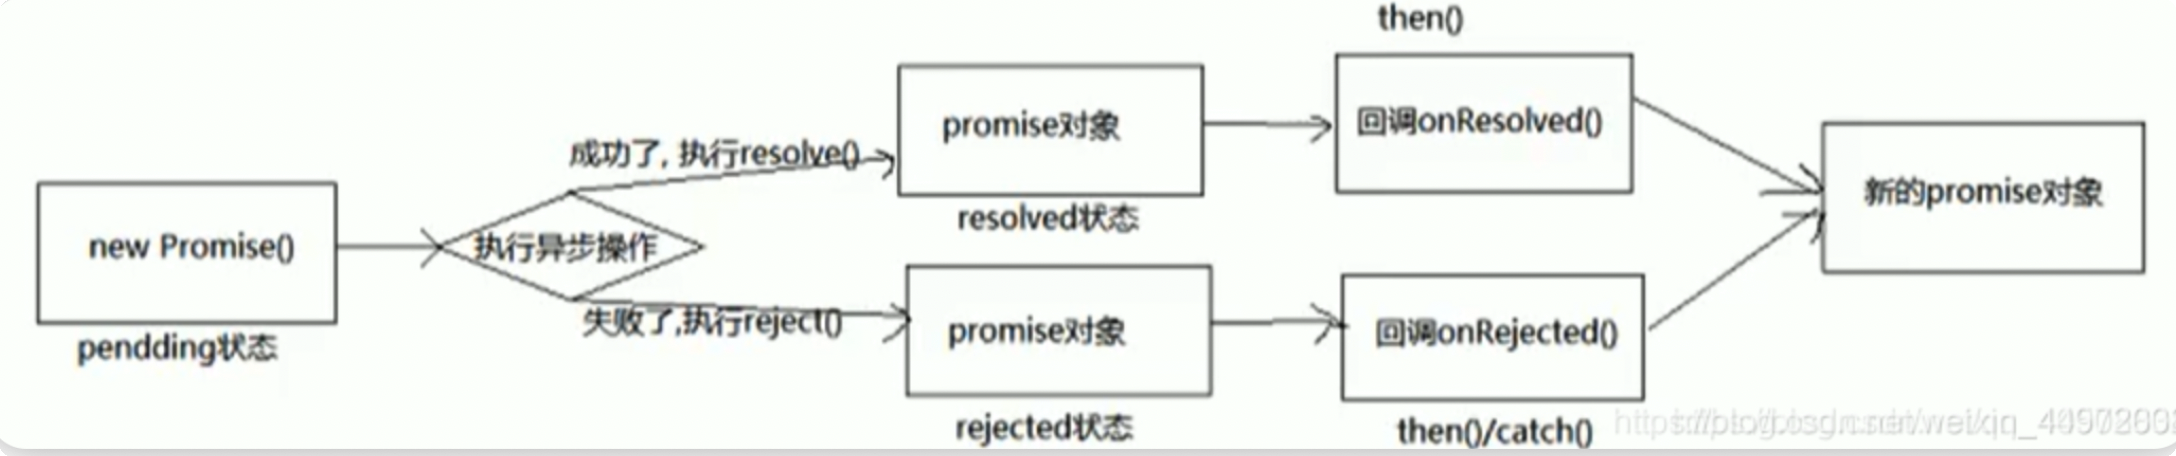 new Promise()
pendding状态
执行异步操作
成功了, 执行resolve()
失败了,执行reject()
promise对象
resolved状态
promise对象
rejected状态
then()
回调onResolved()
回调onRejected()
then()/catch()
新的promise对象